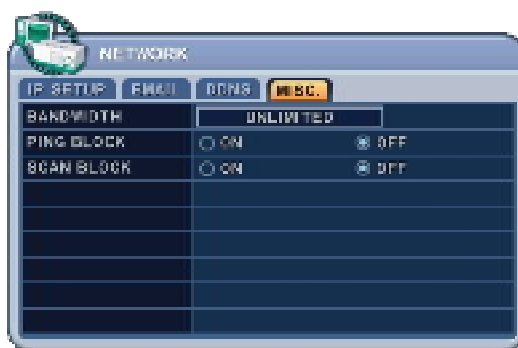 NETWORK
IP SETUP EMAIL DDNS MISC.
BANDWIDTH UNLIMITED
PING BLOCK ON OFF
SCAN BLOCK ON OFF